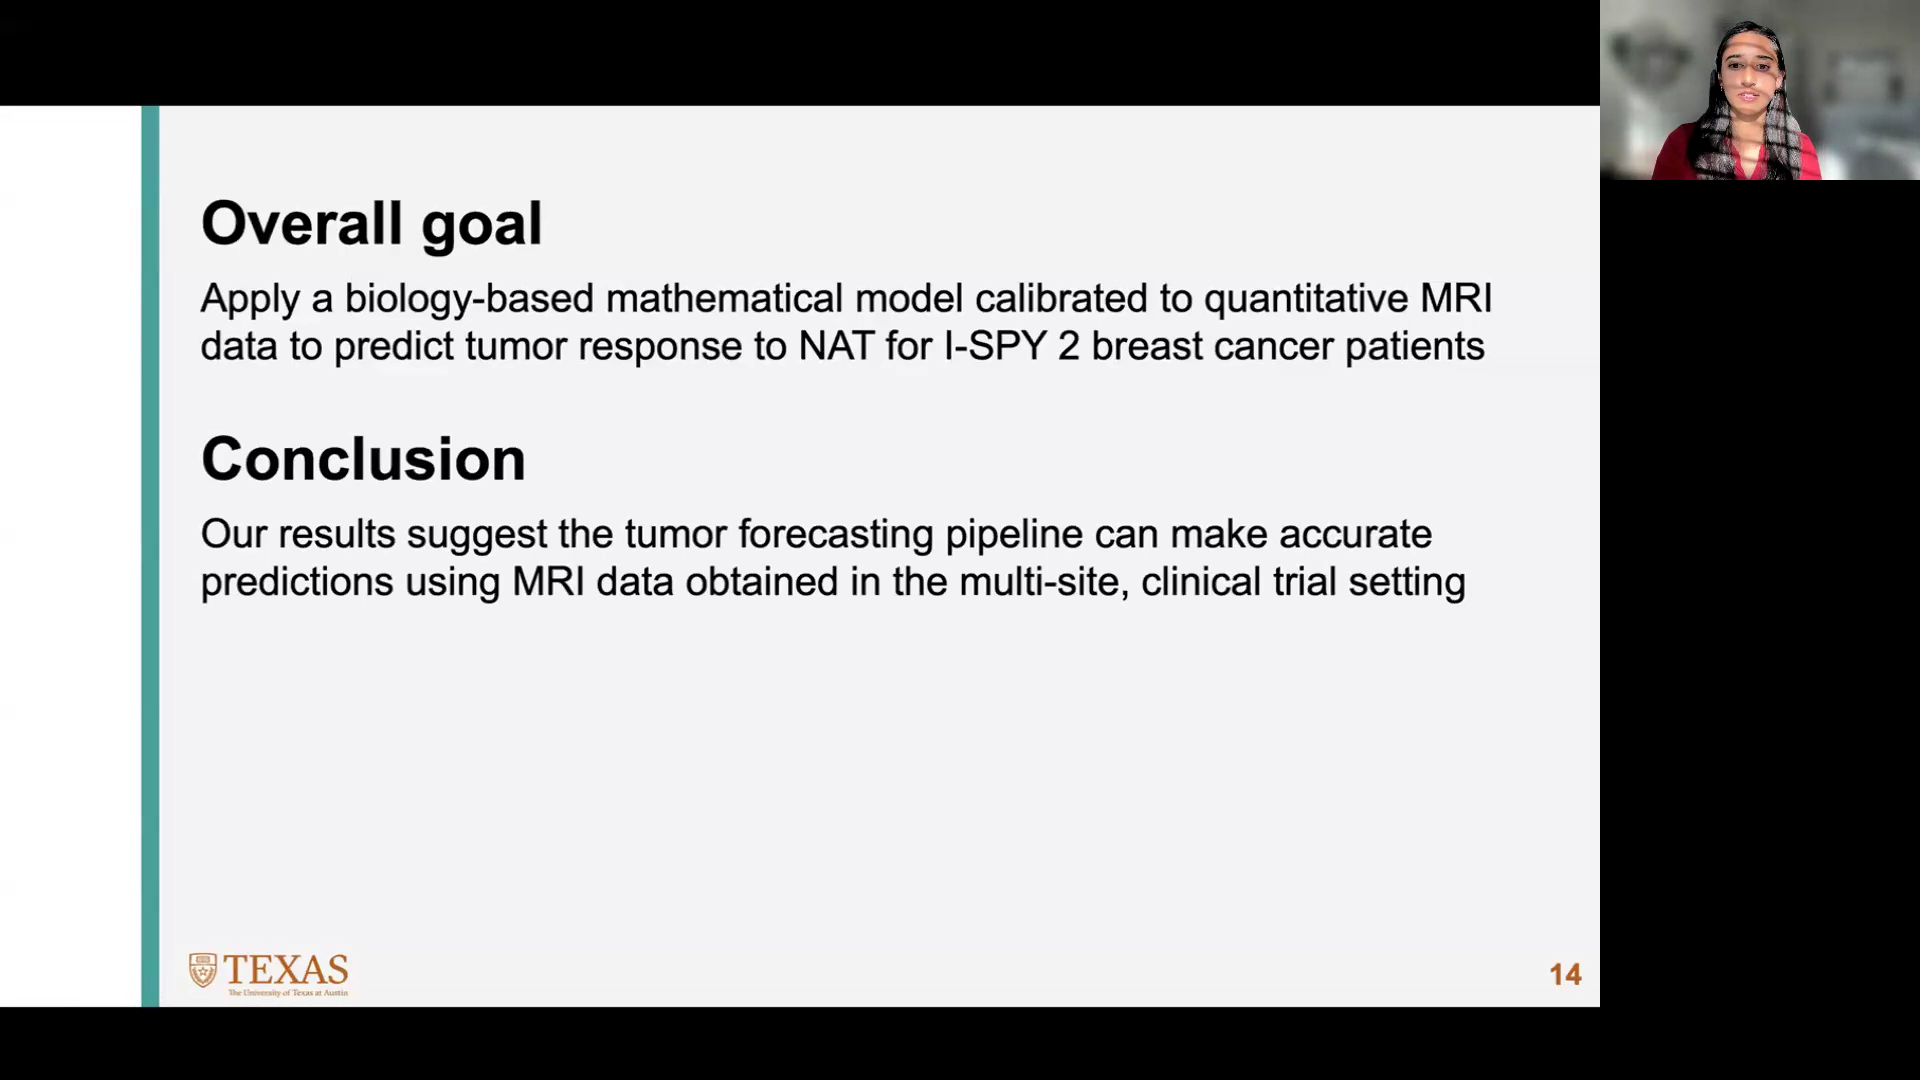 Overall goal
Apply a biology-based mathematical model calibrated to quantitative MRI
data to predict tumor response to NAT for I-SPY 2 breast cancer patients
Conclusion
Our results suggest the tumor forecasting pipeline can make accurate
predictions using MRI data obtained in the multi-site, clinical trial setting
TEXAS
The University of Texas at Austin
14